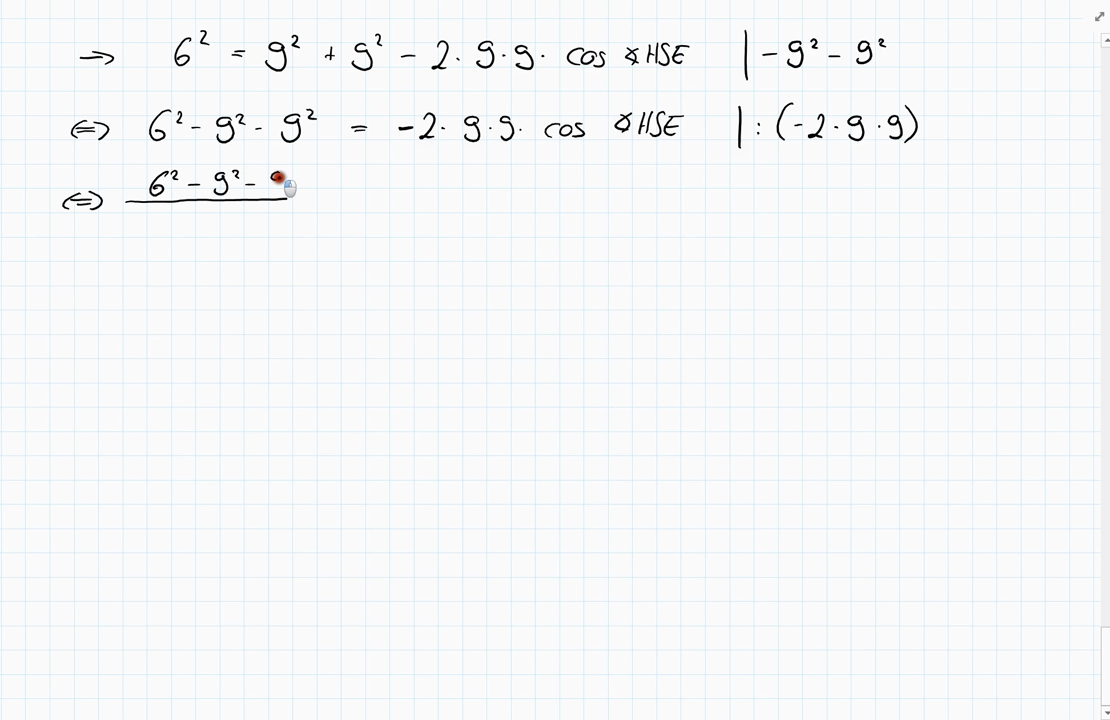 ⇒ 6² = 9² + 9² − 2 · 9 · 9 · cos ∢HSE | − 9² − 9²
⇔ 6² − 9² − 9² = −2 · 9 · 9 · cos ∢HSE | : (−2 · 9 · 9)
⇔ 6² − 9² −